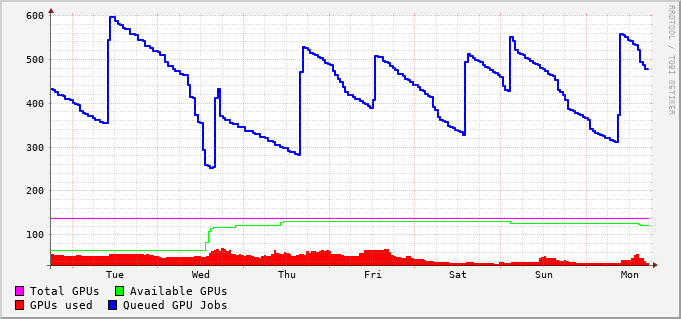 600
500
400
300
200
100
Tue Wed Thu Fri Sat Sun Mon
Total GPUs Available GPUs
GPUs used Queued GPU Jobs
RRDTOOL / TOBI OETIKER